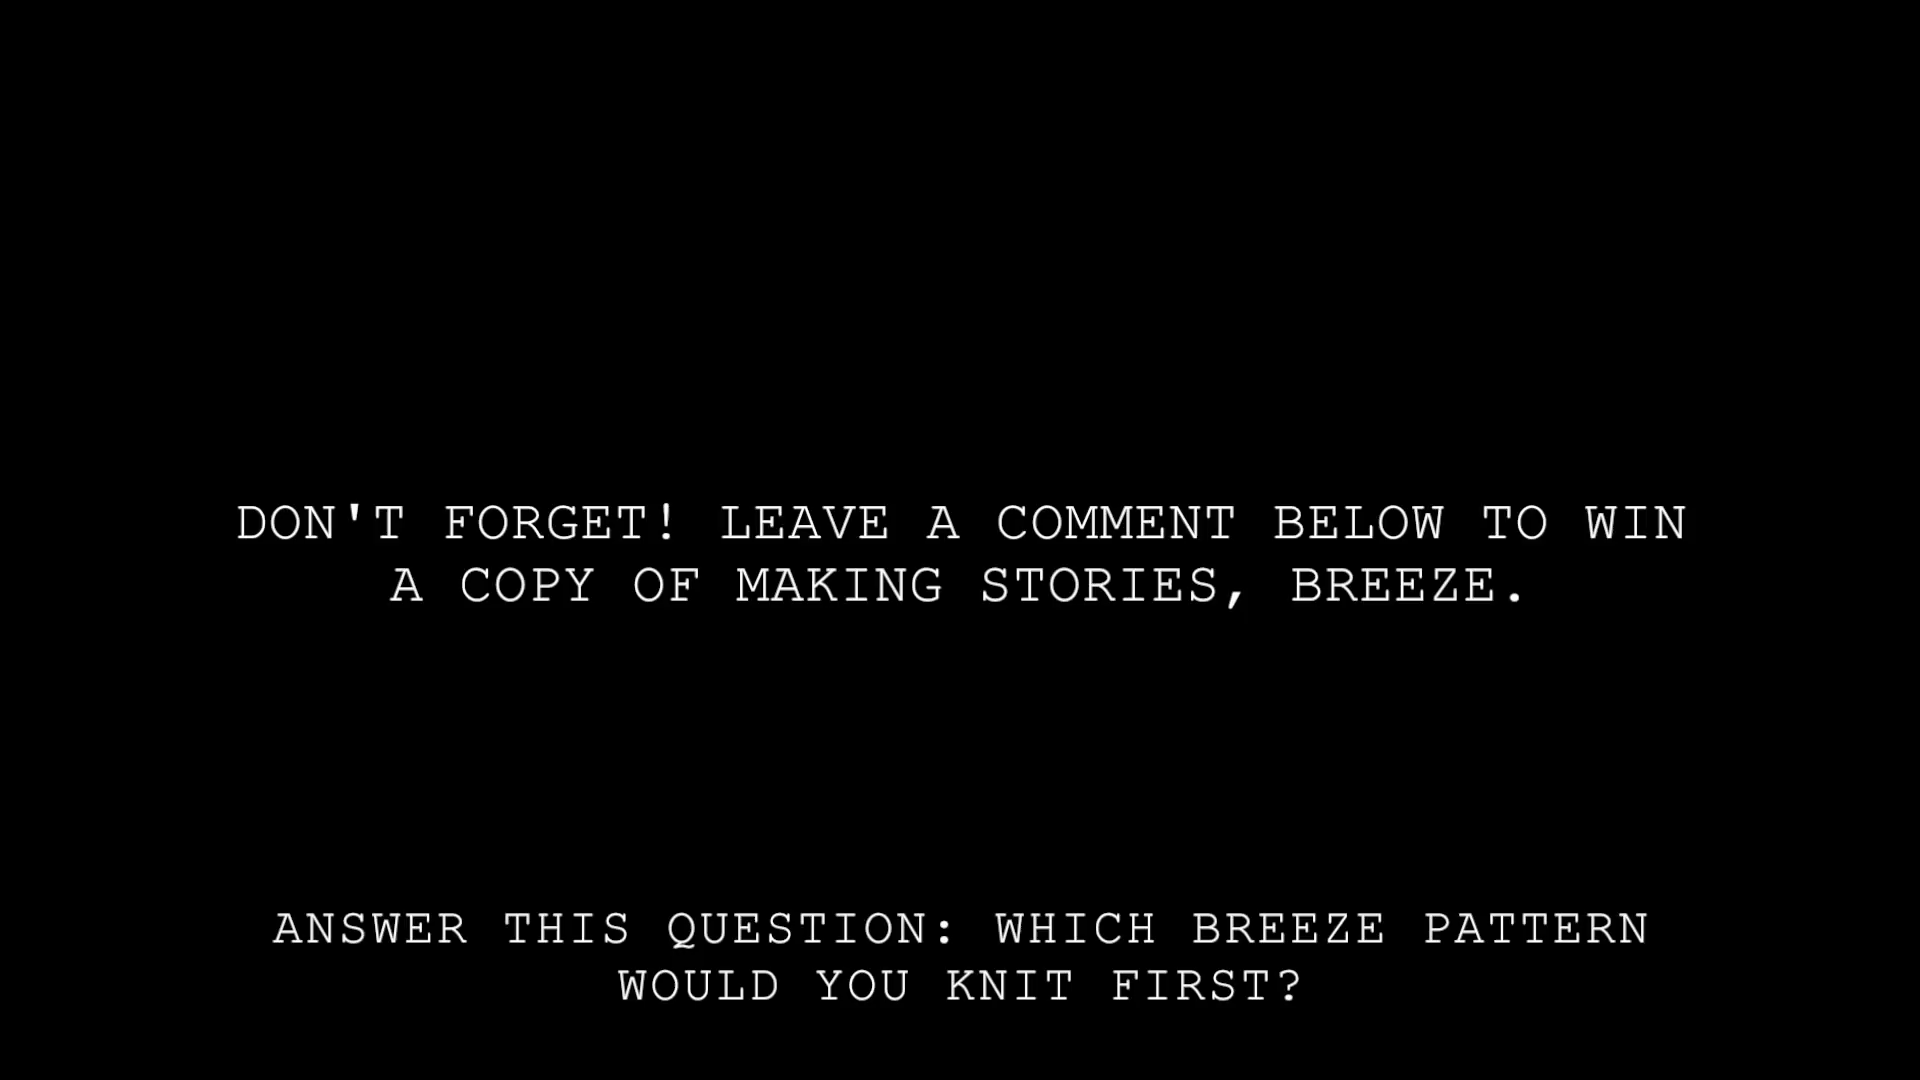 DON'T FORGET! LEAVE A COMMENT BELOW TO WIN
A COPY OF MAKING STORIES, BREEZE.
ANSWER THIS QUESTION: WHICH BREEZE PATTERN
WOULD YOU KNIT FIRST?